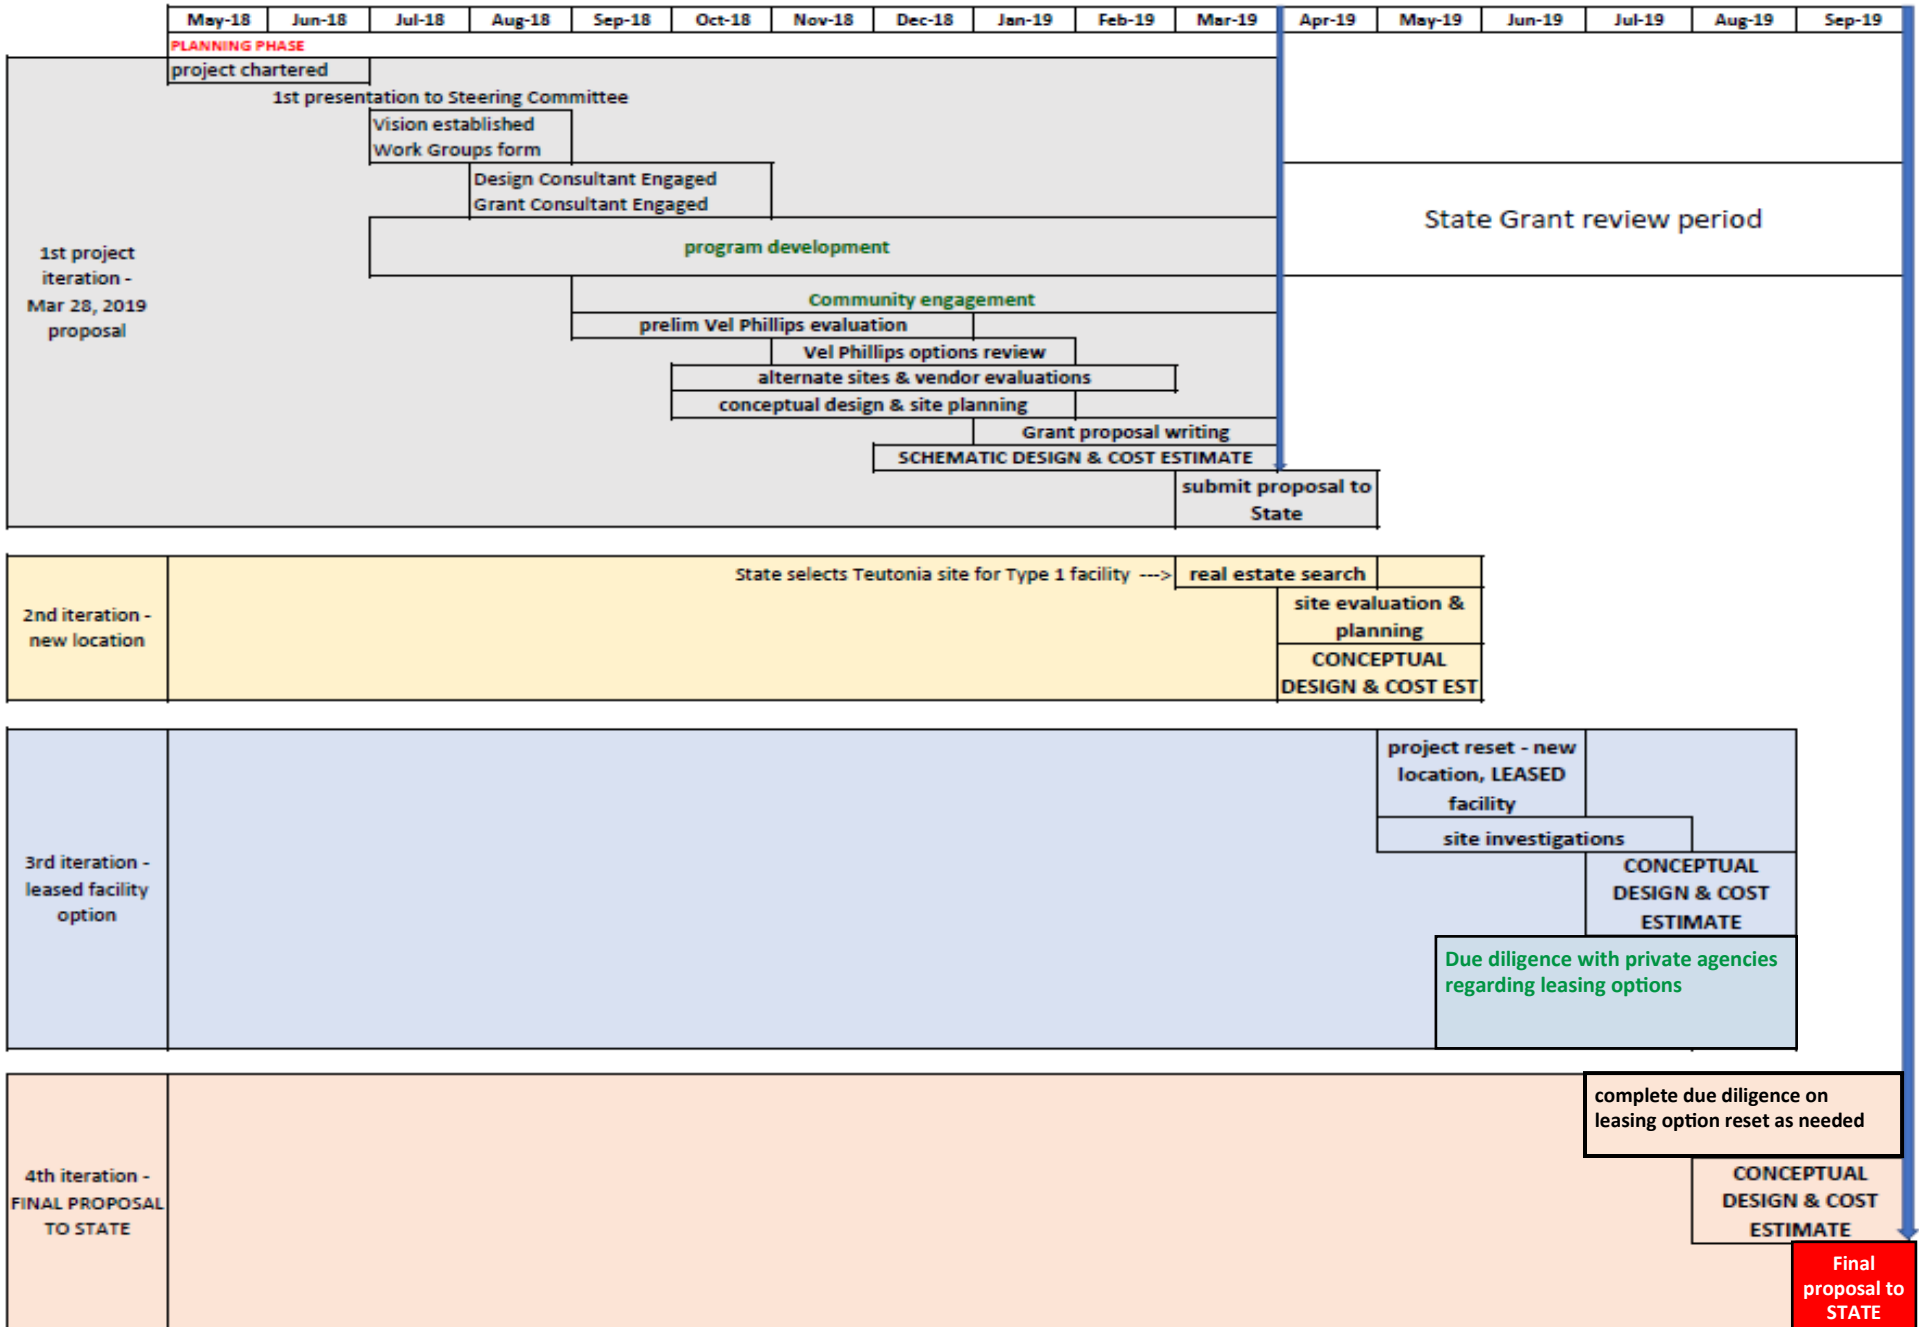 May-18 Jun-18 Jul-18 Aug-18 Sep-18 Oct-18 Nov-18 Dec-18 Jan-19 Feb-19 Mar-19 Apr-19 May-19 Jun-19 Jul-19 Aug-19 Sep-19
PLANNING PHASE
1st project
iteration -
Mar 28, 2019
proposal
project chartered
1st presentation to Steering Committee
Vision established
Work Groups form
Design Consultant Engaged
Grant Consultant Engaged
State Grant review period
program development
Community engagement
prelim Vel Phillips evaluation
Vel Phillips options review
alternate sites & vendor evaluations
conceptual design & site planning
Grant proposal writing
SCHEMATIC DESIGN & COST ESTIMATE
submit proposal to
State
2nd iteration -
new location
State selects Teutonia site for Type 1 facility --->
real estate search
site evaluation &
planning
CONCEPTUAL
DESIGN & COST EST
3rd iteration -
leased facility
option
project reset - new
location, LEASED
facility
site investigations
CONCEPTUAL
DESIGN & COST
ESTIMATE
Due diligence with private agencies
regarding leasing options
4th iteration -
FINAL PROPOSAL
TO STATE
complete due diligence on
leasing option reset as needed
CONCEPTUAL
DESIGN & COST
ESTIMATE
Final
proposal to
STATE